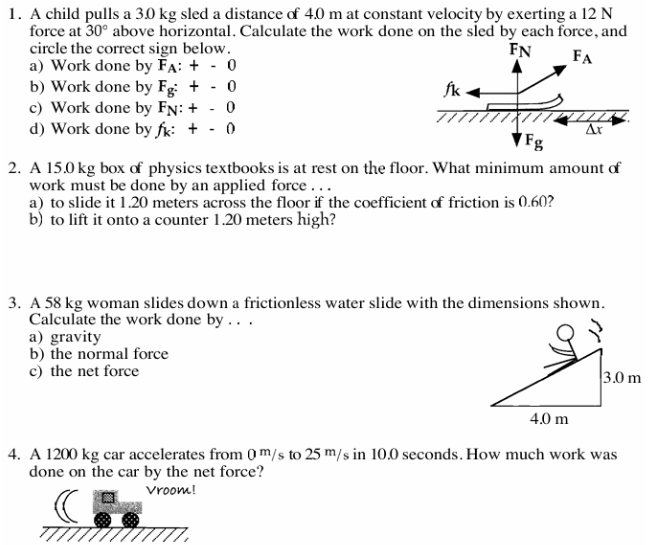 1. A child pulls a 3.0 kg sled a distance of 4.0 m at constant velocity by exerting a 12 N
force at 30° above horizontal. Calculate the work done on the sled by each force, and
circle the correct sign below.
a) Work done by FA: + - 0
b) Work done by Fg: + - 0
c) Work done by FN: + - 0
d) Work done by fk: + - 0
FN
FA
fk
Δx
Fg
2. A 15.0 kg box of physics textbooks is at rest on the floor. What minimum amount of
work must be done by an applied force . . .
a) to slide it 1.20 meters across the floor if the coefficient of friction is 0.60?
b) to lift it onto a counter 1.20 meters high?
3. A 58 kg woman slides down a frictionless water slide with the dimensions shown.
Calculate the work done by . . .
a) gravity
b) the normal force
c) the net force
3.0 m
4.0 m
4. A 1200 kg car accelerates from 0 m/s to 25 m/s in 10.0 seconds. How much work was
done on the car by the net force?
Vroom!